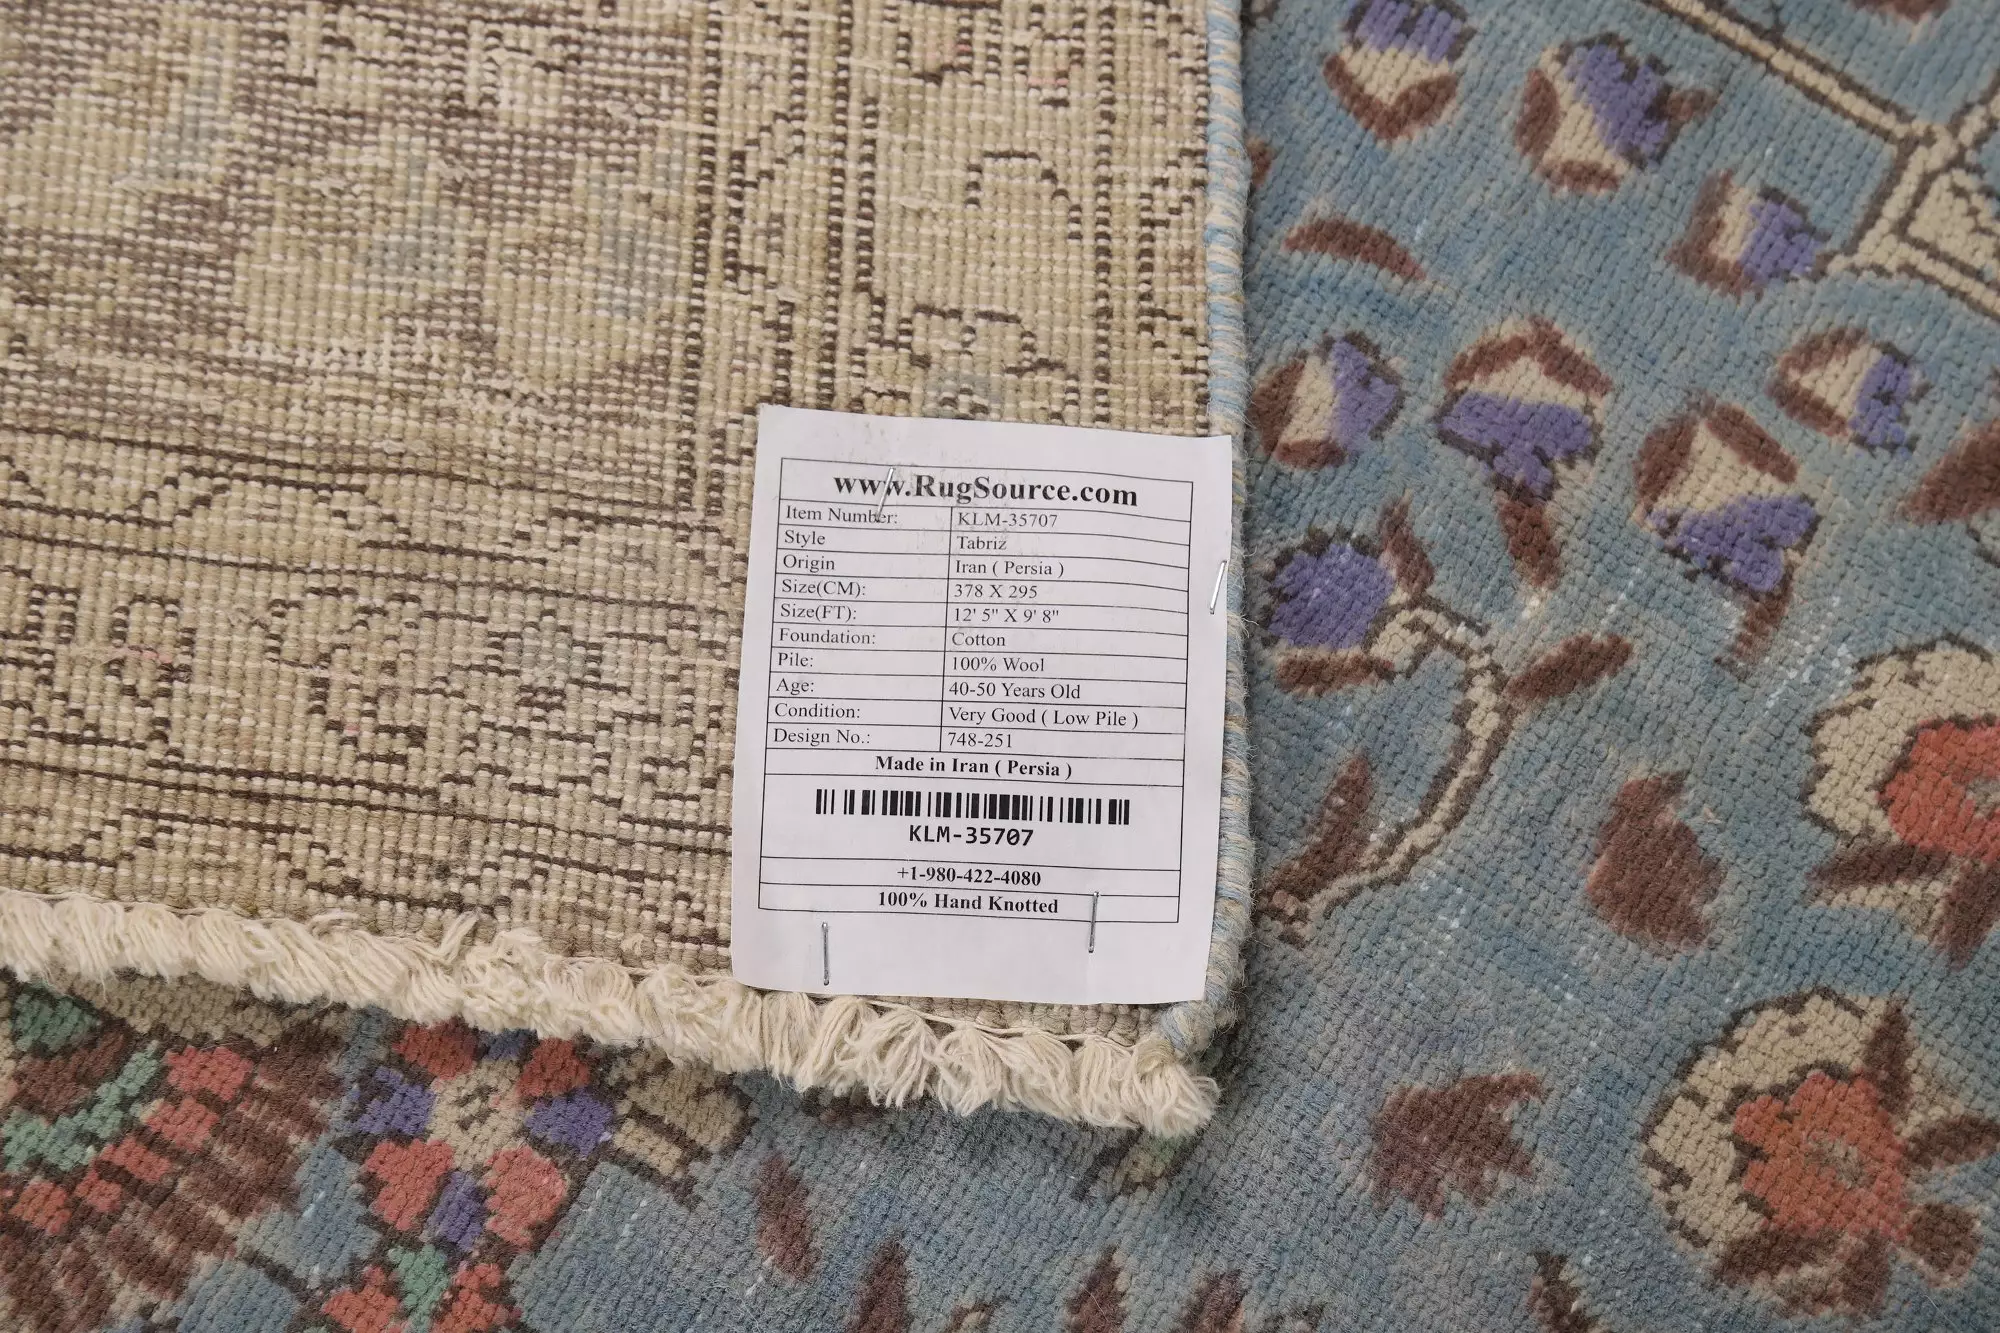 www.RugSource.com
Item Number: KLM-35707
Style Tabriz
Origin Iran ( Persia )
Size(CM): 378 X 295
Size(FT): 12' 5" X 9' 8"
Foundation: Cotton
Pile: 100% Wool
Age: 40-50 Years Old
Condition: Very Good ( Low Pile )
Design No.: 748-251
Made in Iran ( Persia )
KLM-35707
+1-980-422-4080
100% Hand Knotted